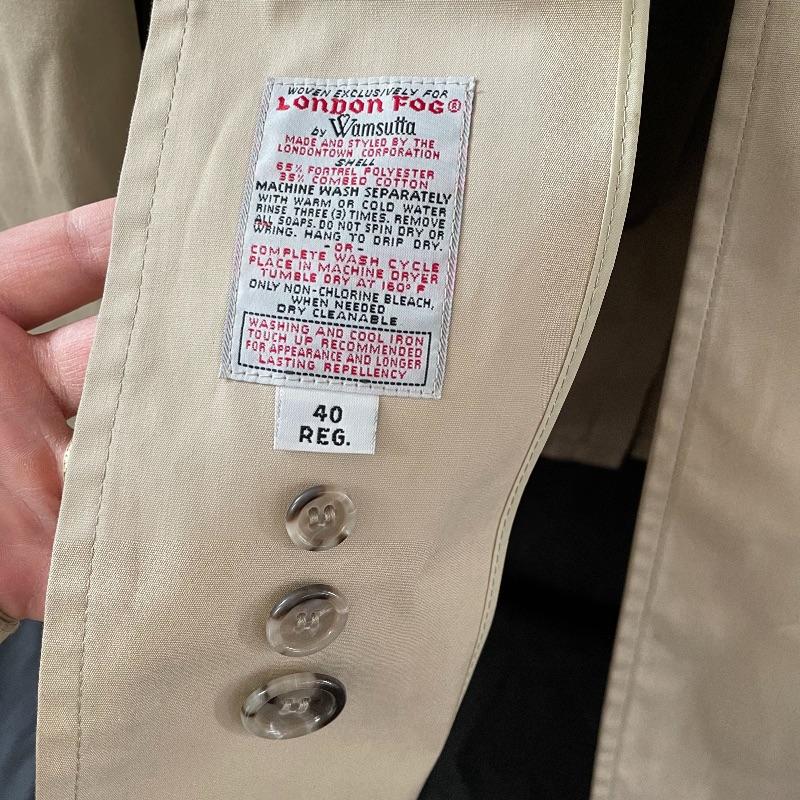 WOVEN EXCLUSIVELY FOR
LONDON FOG®
by Wamsutta
MADE AND STYLED BY THE
LONDONTOWN CORPORATION
SHELL
65% FORTREL POLYESTER
35% COMBED COTTON
MACHINE WASH SEPARATELY
WITH WARM OR COLD WATER
RINSE THREE (3) TIMES. REMOVE
ALL SOAPS. DO NOT SPIN DRY OR
WRING. HANG TO DRIP DRY.
-OR-
COMPLETE WASH CYCLE
PLACE IN MACHINE DRYER
TUMBLE DRY AT 160° F
ONLY NON-CHLORINE BLEACH,
WHEN NEEDED
DRY CLEANABLE
WASHING AND COOL IRON
TOUCH UP RECOMMENDED
FOR APPEARANCE AND LONGER
LASTING REPELLENCY
40
REG.